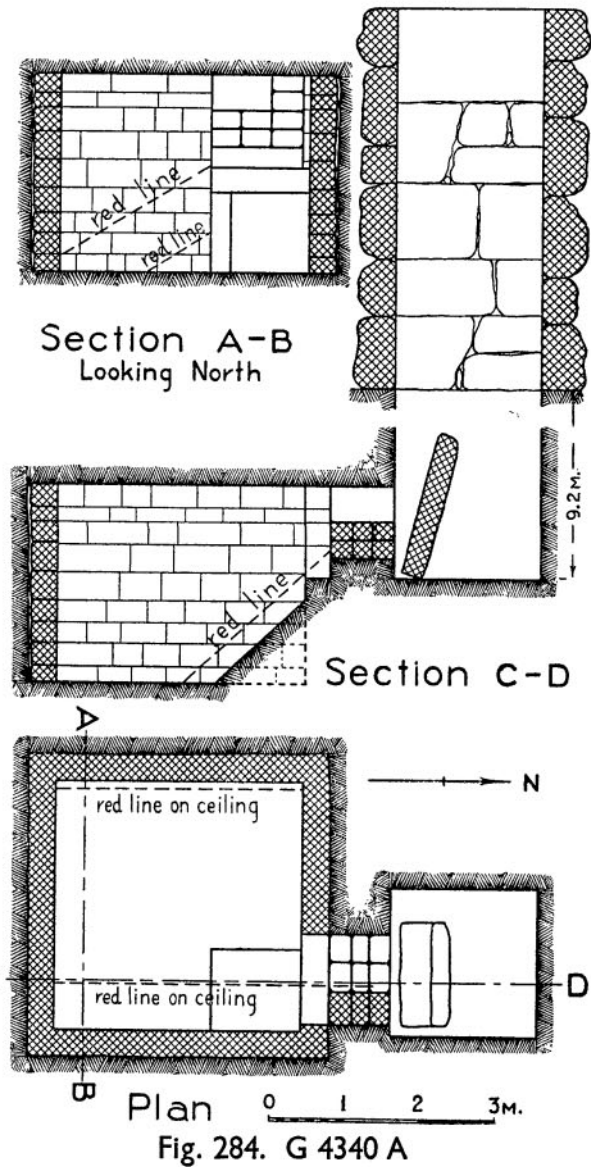 red line
red line
Section A-B
Looking North
9.2 M.
red line
Section C-D
A
N
red line on ceiling
red line on ceiling
D
B
Plan
0 1 2 3 M.
Fig. 284. G 4340 A